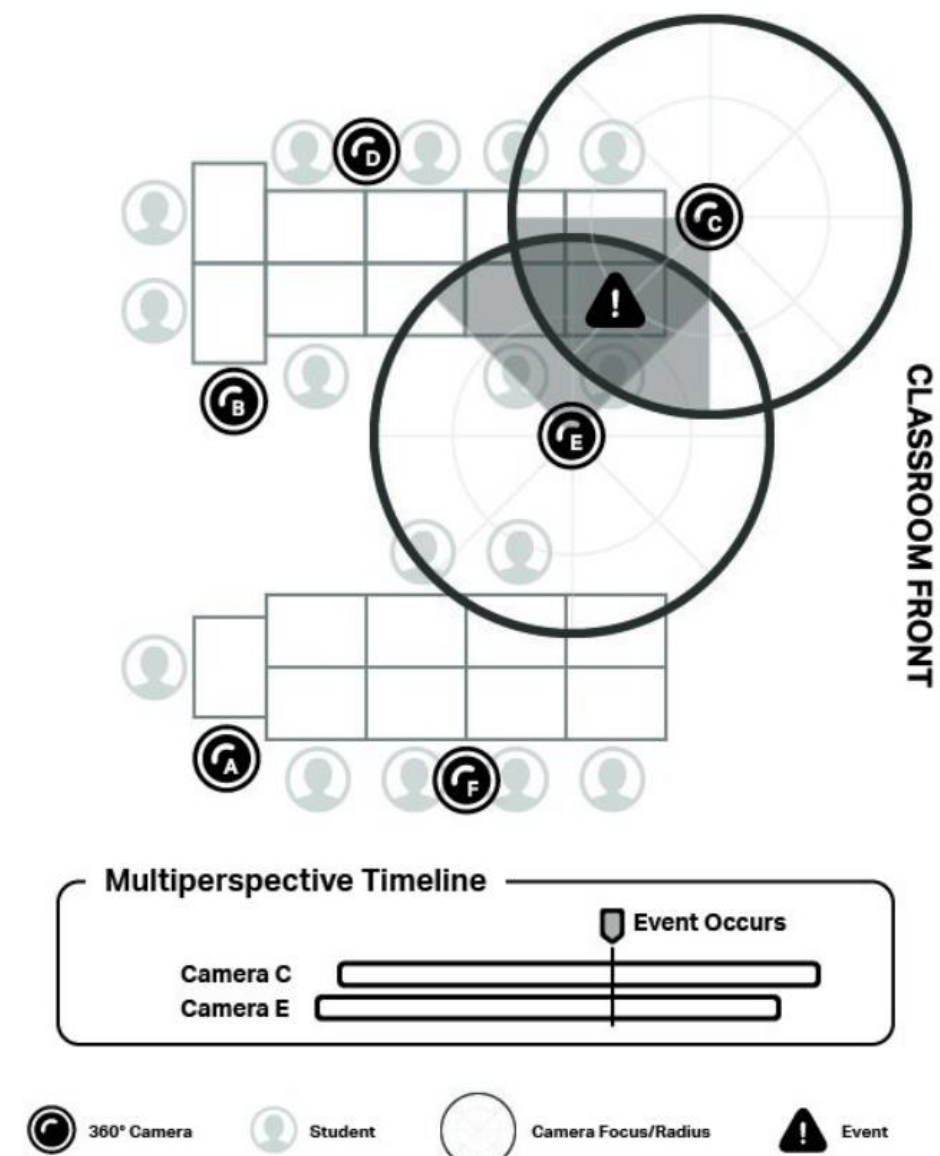 D
C
B
E
CLASSROOM FRONT
A
F
Multiperspective Timeline
Event Occurs
Camera C
Camera E
360° Camera
Student
Camera Focus/Radius
Event